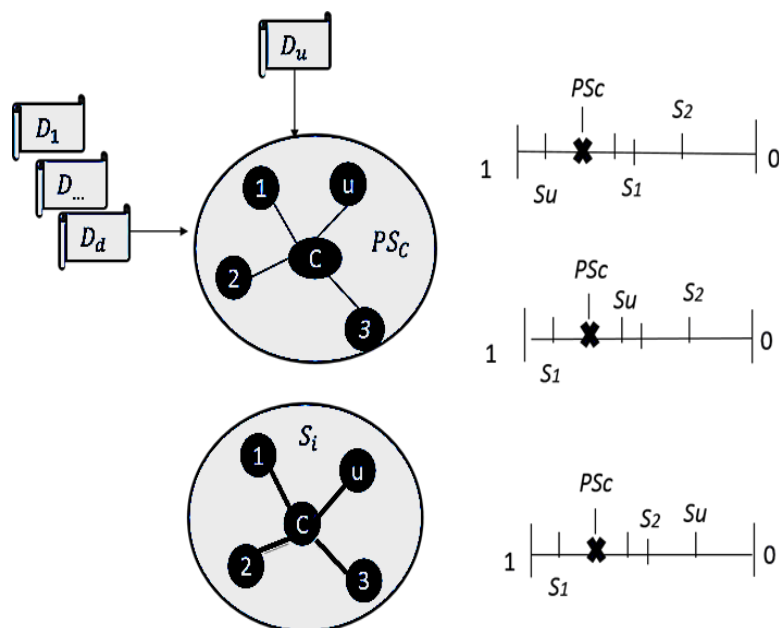 D_u
D_1
D_...
D_d
1
u
C
PS_C
2
3
S_i
1
u
C
2
3
PSc
S2
1
0
Su
S1
PSc
Su
S2
1
0
S1
PSc
S2
Su
1
0
S1